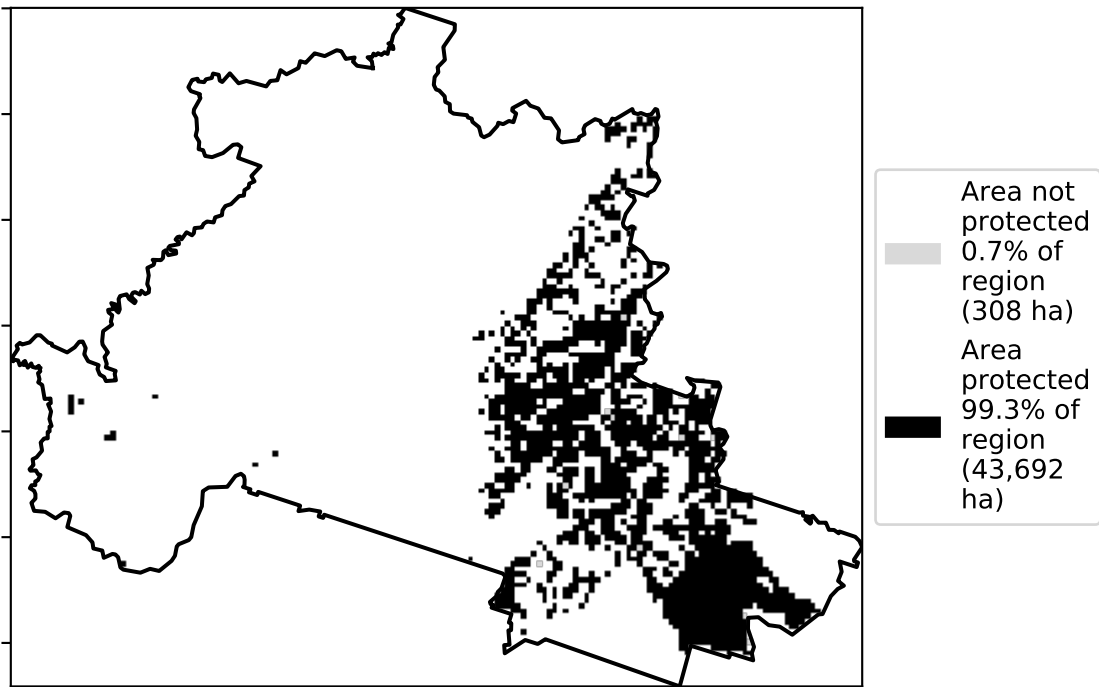 Area not
protected
0.7% of
region
(308 ha)
Area
protected
99.3% of
region
(43,692
ha)